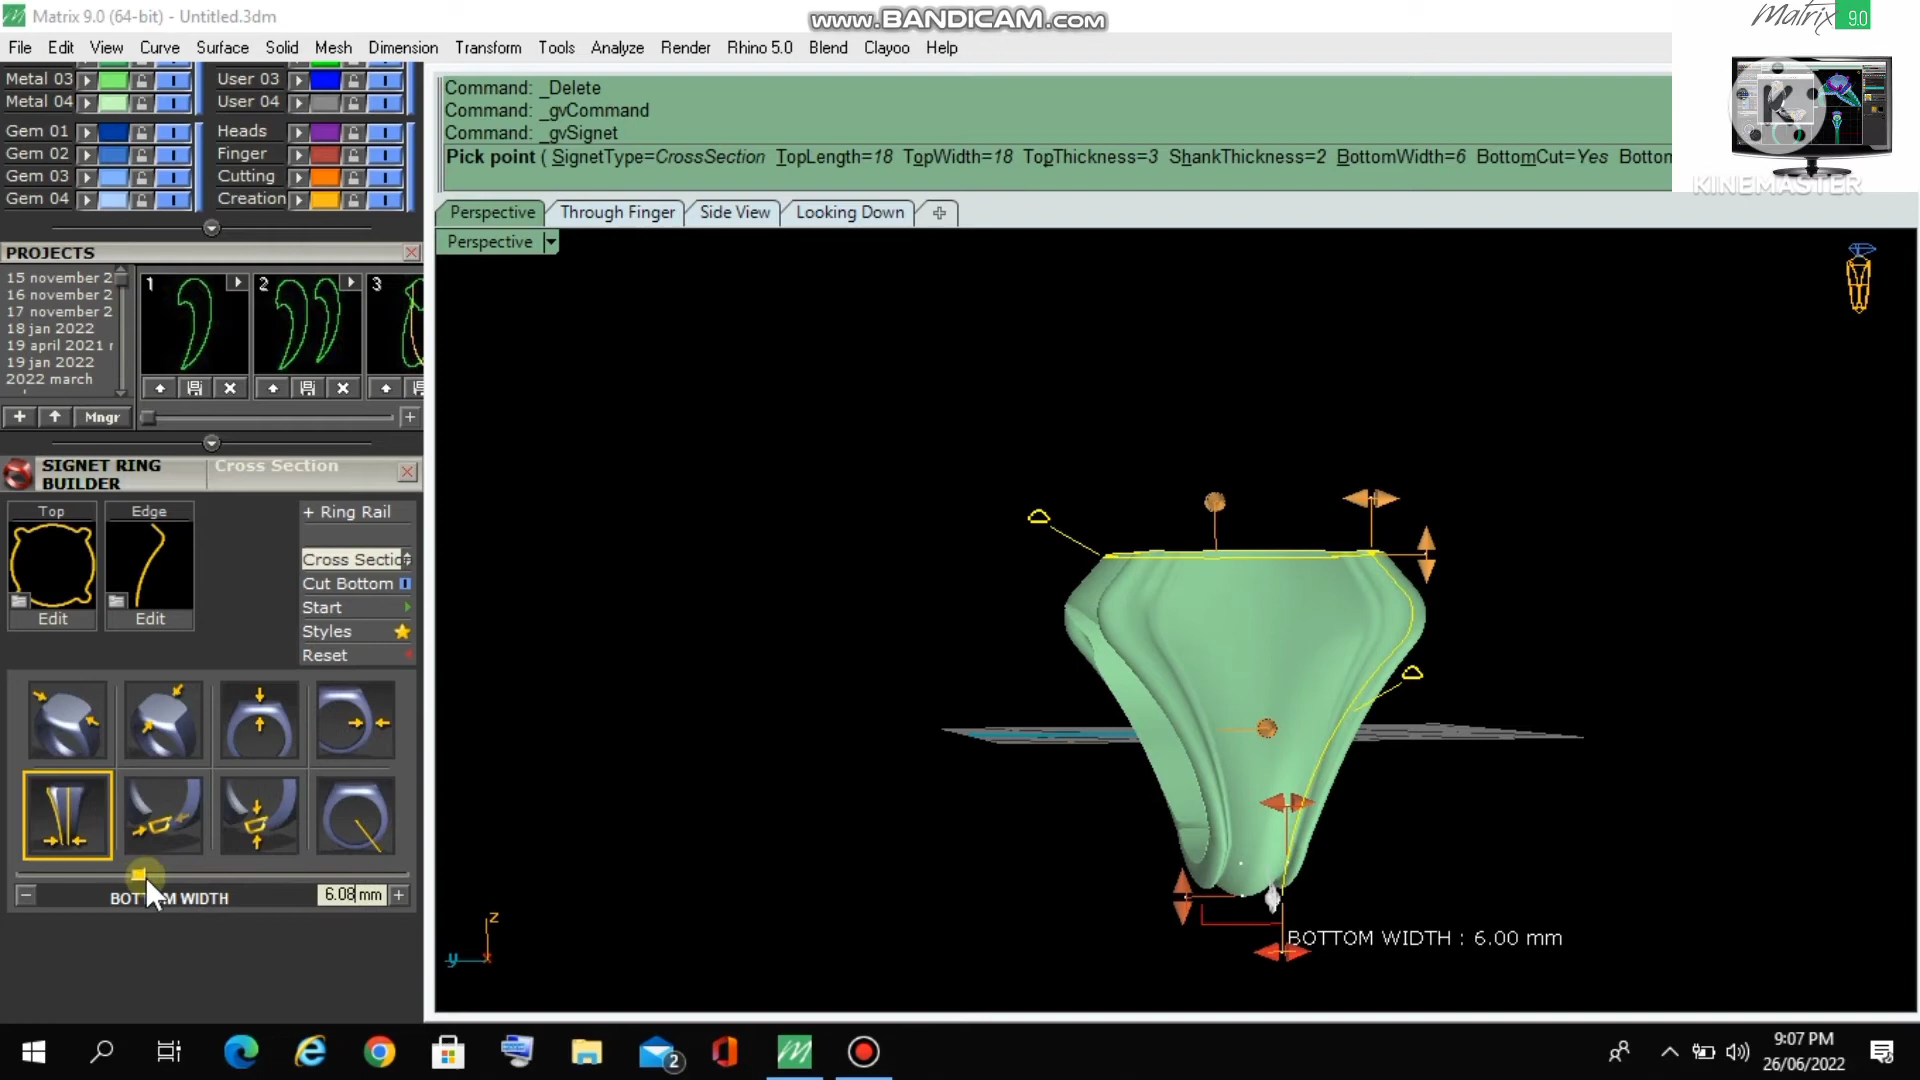 Matrix 9.0 (64-bit) - Untitled.3dm
www.BANDICAM.com
Matrix 9.0
File Edit View Curve Surface Solid Mesh Dimension Transform Tools Analyze Render Rhino 5.0 Blend Clayoo Help
Metal 03
User 03
Metal 04
User 04
Gem 01
Heads
Gem 02
Finger
Gem 03
Cutting
Gem 04
Creation
Command: _Delete
Command: _gvCommand
Command: _gvSignet
Pick point ( SignetType=CrossSection TopLength=18 TopWidth=18 TopThickness=3 ShankThickness=2 BottomWidth=6 BottomCut=Yes Bottom
K
KINEMASTER
Perspective
Through Finger
Side View
Looking Down
Perspective
PROJECTS
15 november 2
16 november 2
17 november 2
18 jan 2022
19 april 2021 r
19 jan 2022
2022 march
1
2
3
Mngr
SIGNET RING
BUILDER
Cross Section
Top
Edge
Edit
Edit
+ Ring Rail
Cross Sectio
Cut Bottom
Start
Styles
Reset
BOTTOM WIDTH
6.08 mm
BOTTOM WIDTH : 6.00 mm
z
y
x
2
9:07 PM
26/06/2022